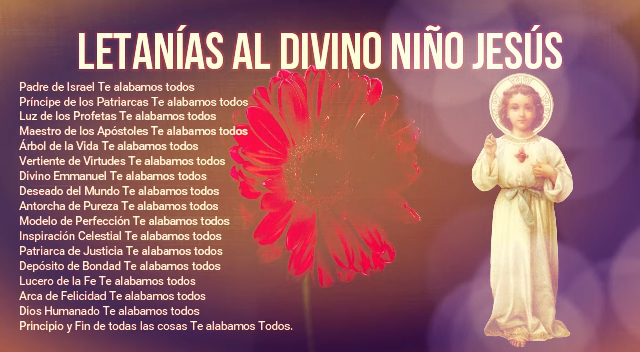 LETANÍAS AL DIVINO NIÑO JESÚS
Padre de Israel Te alabamos todos
Príncipe de los Patriarcas Te alabamos todos
Luz de los Profetas Te alabamos todos
Maestro de los Apóstoles Te alabamos todos
Árbol de la Vida Te alabamos todos
Vertiente de Virtudes Te alabamos todos
Divino Emmanuel Te alabamos todos
Deseado del Mundo Te alabamos todos
Antorcha de Pureza Te alabamos todos
Modelo de Perfección Te alabamos todos
Inspiración Celestial Te alabamos todos
Patriarca de Justicia Te alabamos todos
Depósito de Bondad Te alabamos todos
Lucero de la Fe Te alabamos todos
Arca de Felicidad Te alabamos todos
Dios Humanado Te alabamos todos
Principio y Fin de todas las cosas Te alabamos Todos.